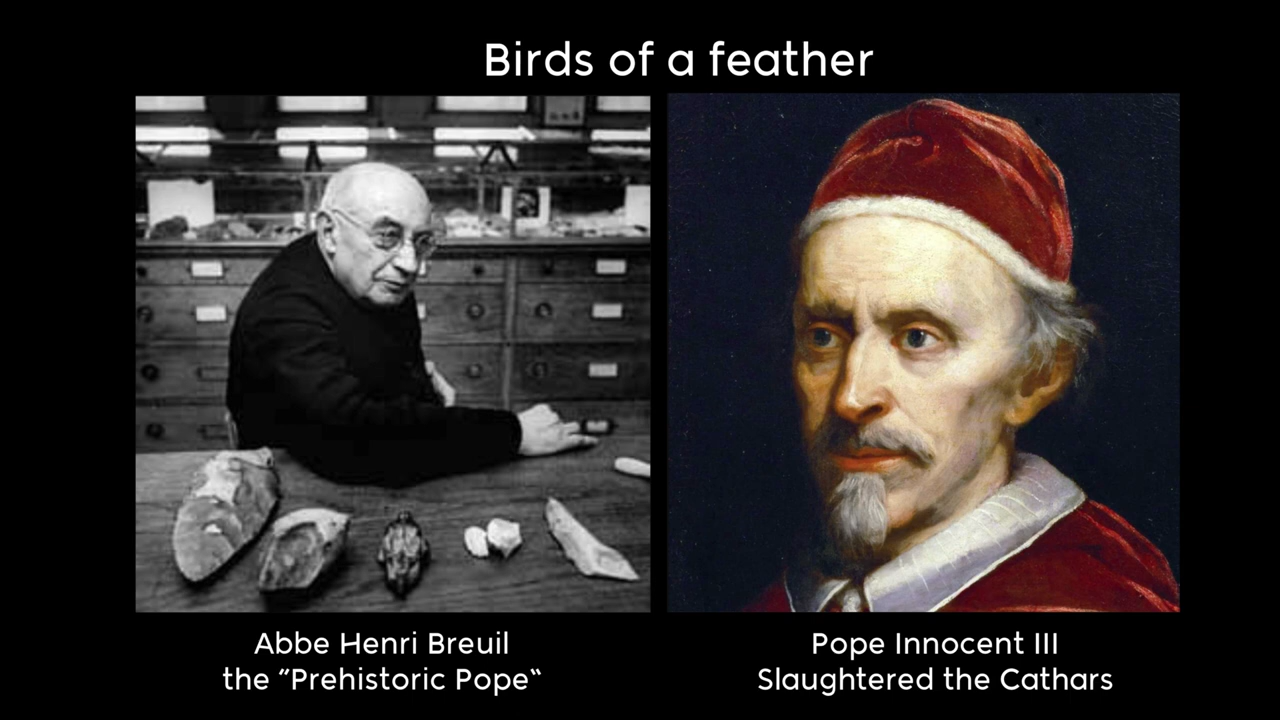 Birds of a feather
Abbe Henri Breuil
the “Prehistoric Pope“
Pope Innocent III
Slaughtered the Cathars